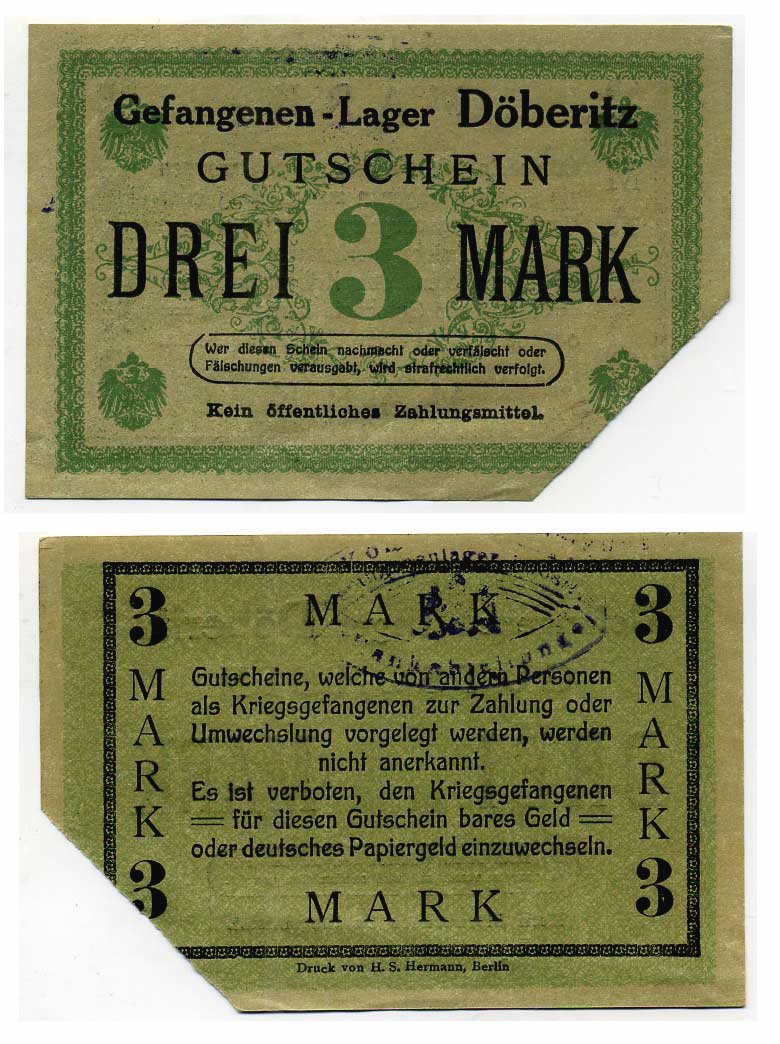 Gefangenen-Lager Döberitz
GUTSCHEIN
DREI 3 MARK
Wer diesen Schein nachmacht oder verfälscht oder
Fälschungen verausgabt, wird strafrechtlich verfolgt.
Kein öffentliches Zahlungsmittel.
3 MARK 3
MARK
Gutscheine, welche von andern Personen
als Kriegsgefangenen zur Zahlung oder
Umwechslung vorgelegt werden, werden
nicht anerkannt.
Es ist verboten, den Kriegsgefangenen
für diesen Gutschein bares Geld
oder deutsches Papiergeld einzuwechseln.
MARK
3 MARK 3
Druck von H. S. Hermann, Berlin